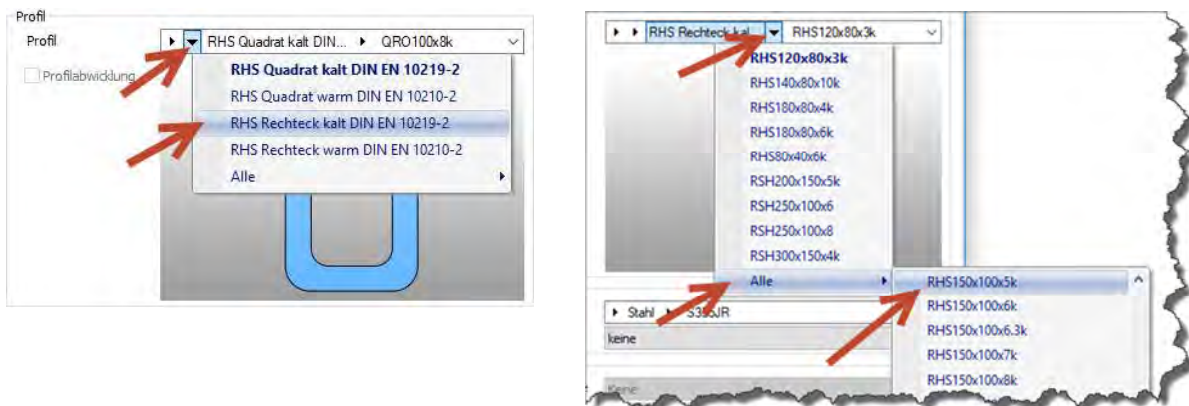 Profil
Profil
RHS Quadrat kalt DIN... QRO100x8k
Profilabwicklung
RHS Quadrat kalt DIN EN 10219-2
RHS Quadrat warm DIN EN 10210-2
RHS Rechteck kalt DIN EN 10219-2
RHS Rechteck warm DIN EN 10210-2
Alle
RHS Rechteck kal... RHS120x80x3k
RHS120x80x3k
RHS140x80x10k
RHS180x80x4k
RHS180x80x6k
RHS80x40x6k
RSH200x150x5k
RSH250x100x6
RSH250x100x8
RSH300x150x4k
Alle
RHS150x100x5k
RHS150x100x6k
RHS150x100x6.3k
RHS150x100x7k
RHS150x100x8k
Stahl S355JR
keine
Keine